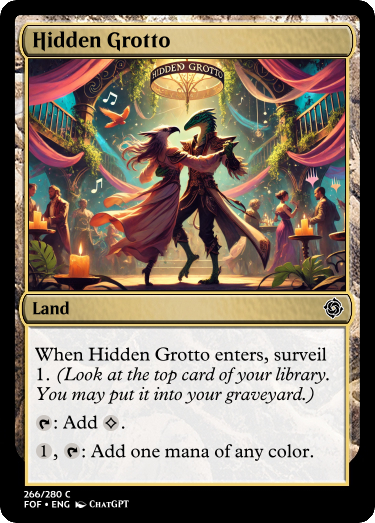 Hidden Grotto
HIDDEN GROTTO
Land
When Hidden Grotto enters, surveil
1. (Look at the top card of your library.
You may put it into your graveyard.)
: Add .
1, : Add one mana of any color.
266/280 C
FOF • ENG ChatGPT